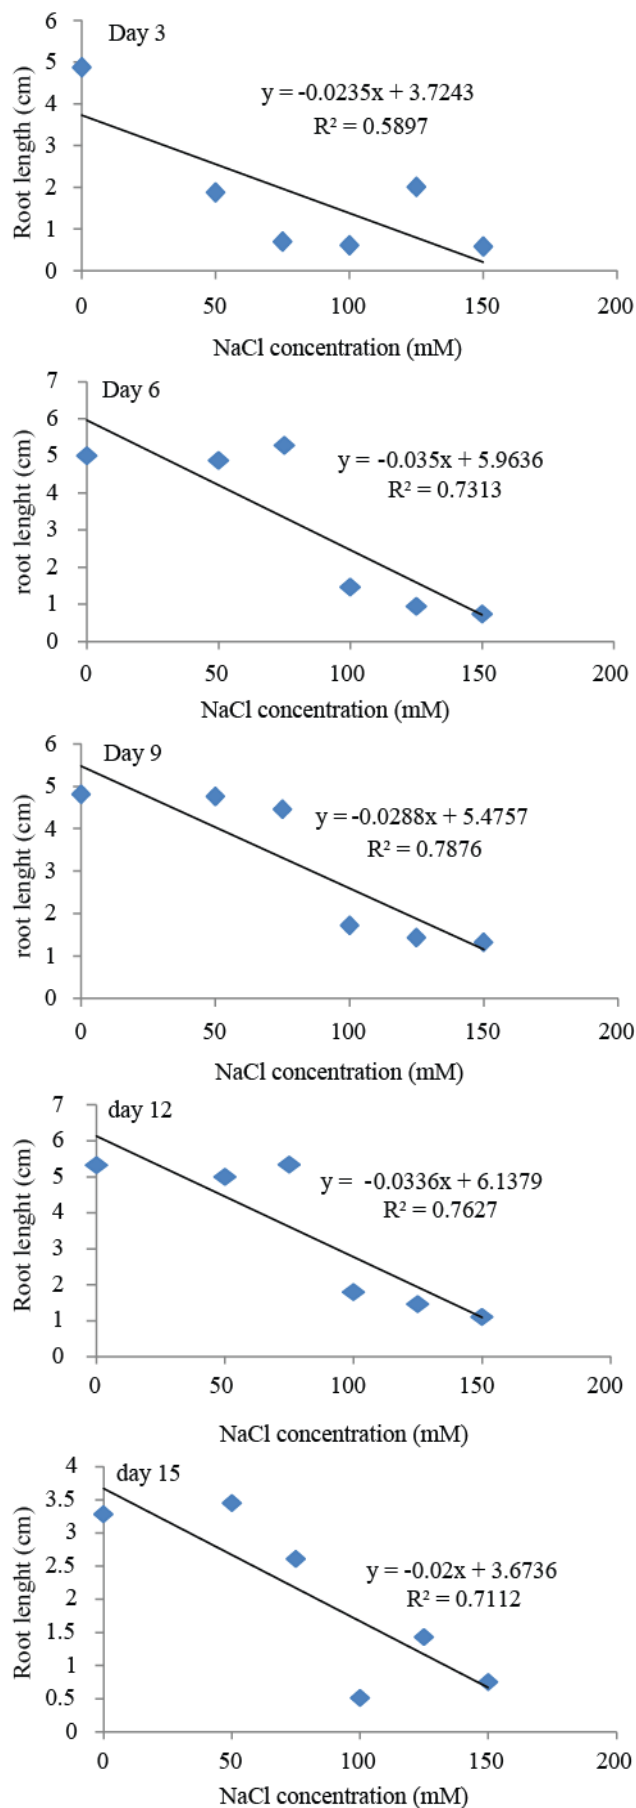 Day 3
Root length (cm)
6
5
4
3
2
1
0
y = -0.0235x + 3.7243
R² = 0.5897
0 50 100 150 200
NaCl concentration (mM)
Day 6
root lenght (cm)
7
6
5
4
3
2
1
0
y = -0.035x + 5.9636
R² = 0.7313
0 50 100 150 200
NaCl concentration (mM)
Day 9
root lenght (cm)
6
5
4
3
2
1
0
y = -0.0288x + 5.4757
R² = 0.7876
0 50 100 150 200
NaCl concentration (mM)
day 12
Root lenght (cm)
7
6
5
4
3
2
1
0
y = -0.0336x + 6.1379
R² = 0.7627
0 50 100 150 200
NaCl concentration (mM)
day 15
Root lenght (cm)
4
3.5
3
2.5
2
1.5
1
0.5
0
y = -0.02x + 3.6736
R² = 0.7112
0 50 100 150 200
NaCl concentration (mM)